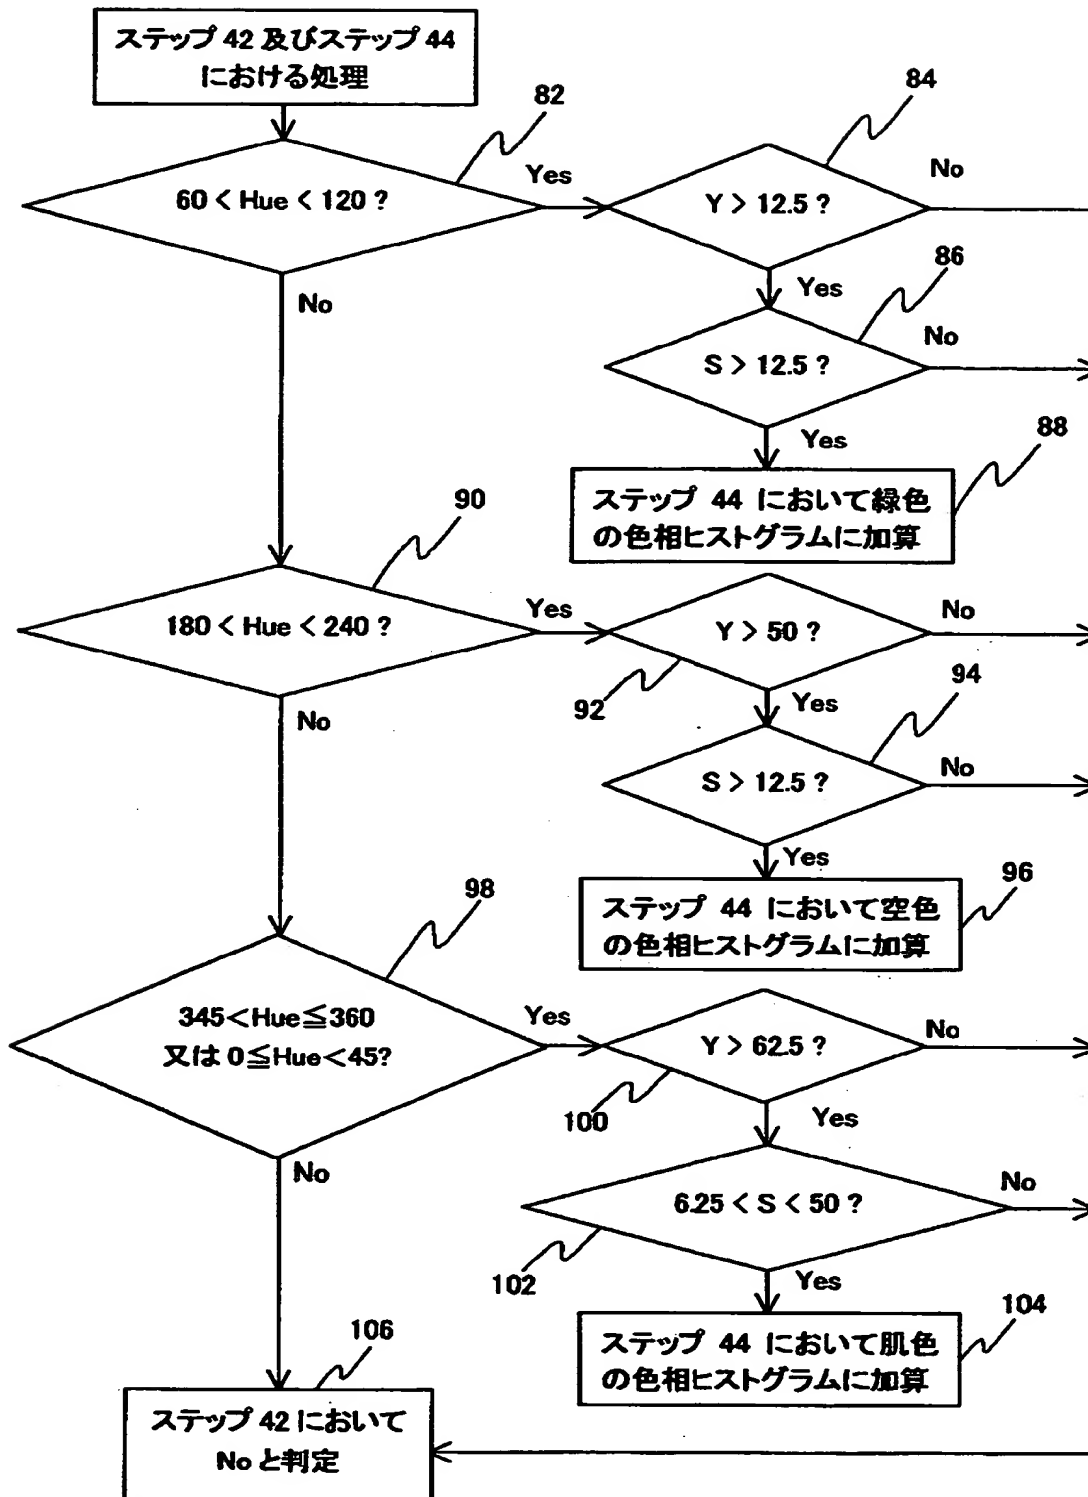 ステップ 42 及びステップ 44
における処理
82
84
60 < Hue < 120 ?
Yes
Y > 12.5 ?
No
No
Yes
86
S > 12.5 ?
No
Yes
88
ステップ 44 において緑色
の色相ヒストグラムに加算
90
180 < Hue < 240 ?
Yes
Y > 50 ?
No
92
No
Yes
94
S > 12.5 ?
No
Yes
96
ステップ 44 において空色
の色相ヒストグラムに加算
98
345<Hue≦360
又は 0≦Hue<45?
Yes
Y > 62.5 ?
No
100
No
Yes
6.25 < S < 50 ?
No
102
Yes
104
ステップ 44 において肌色
の色相ヒストグラムに加算
106
ステップ 42 において
No と判定